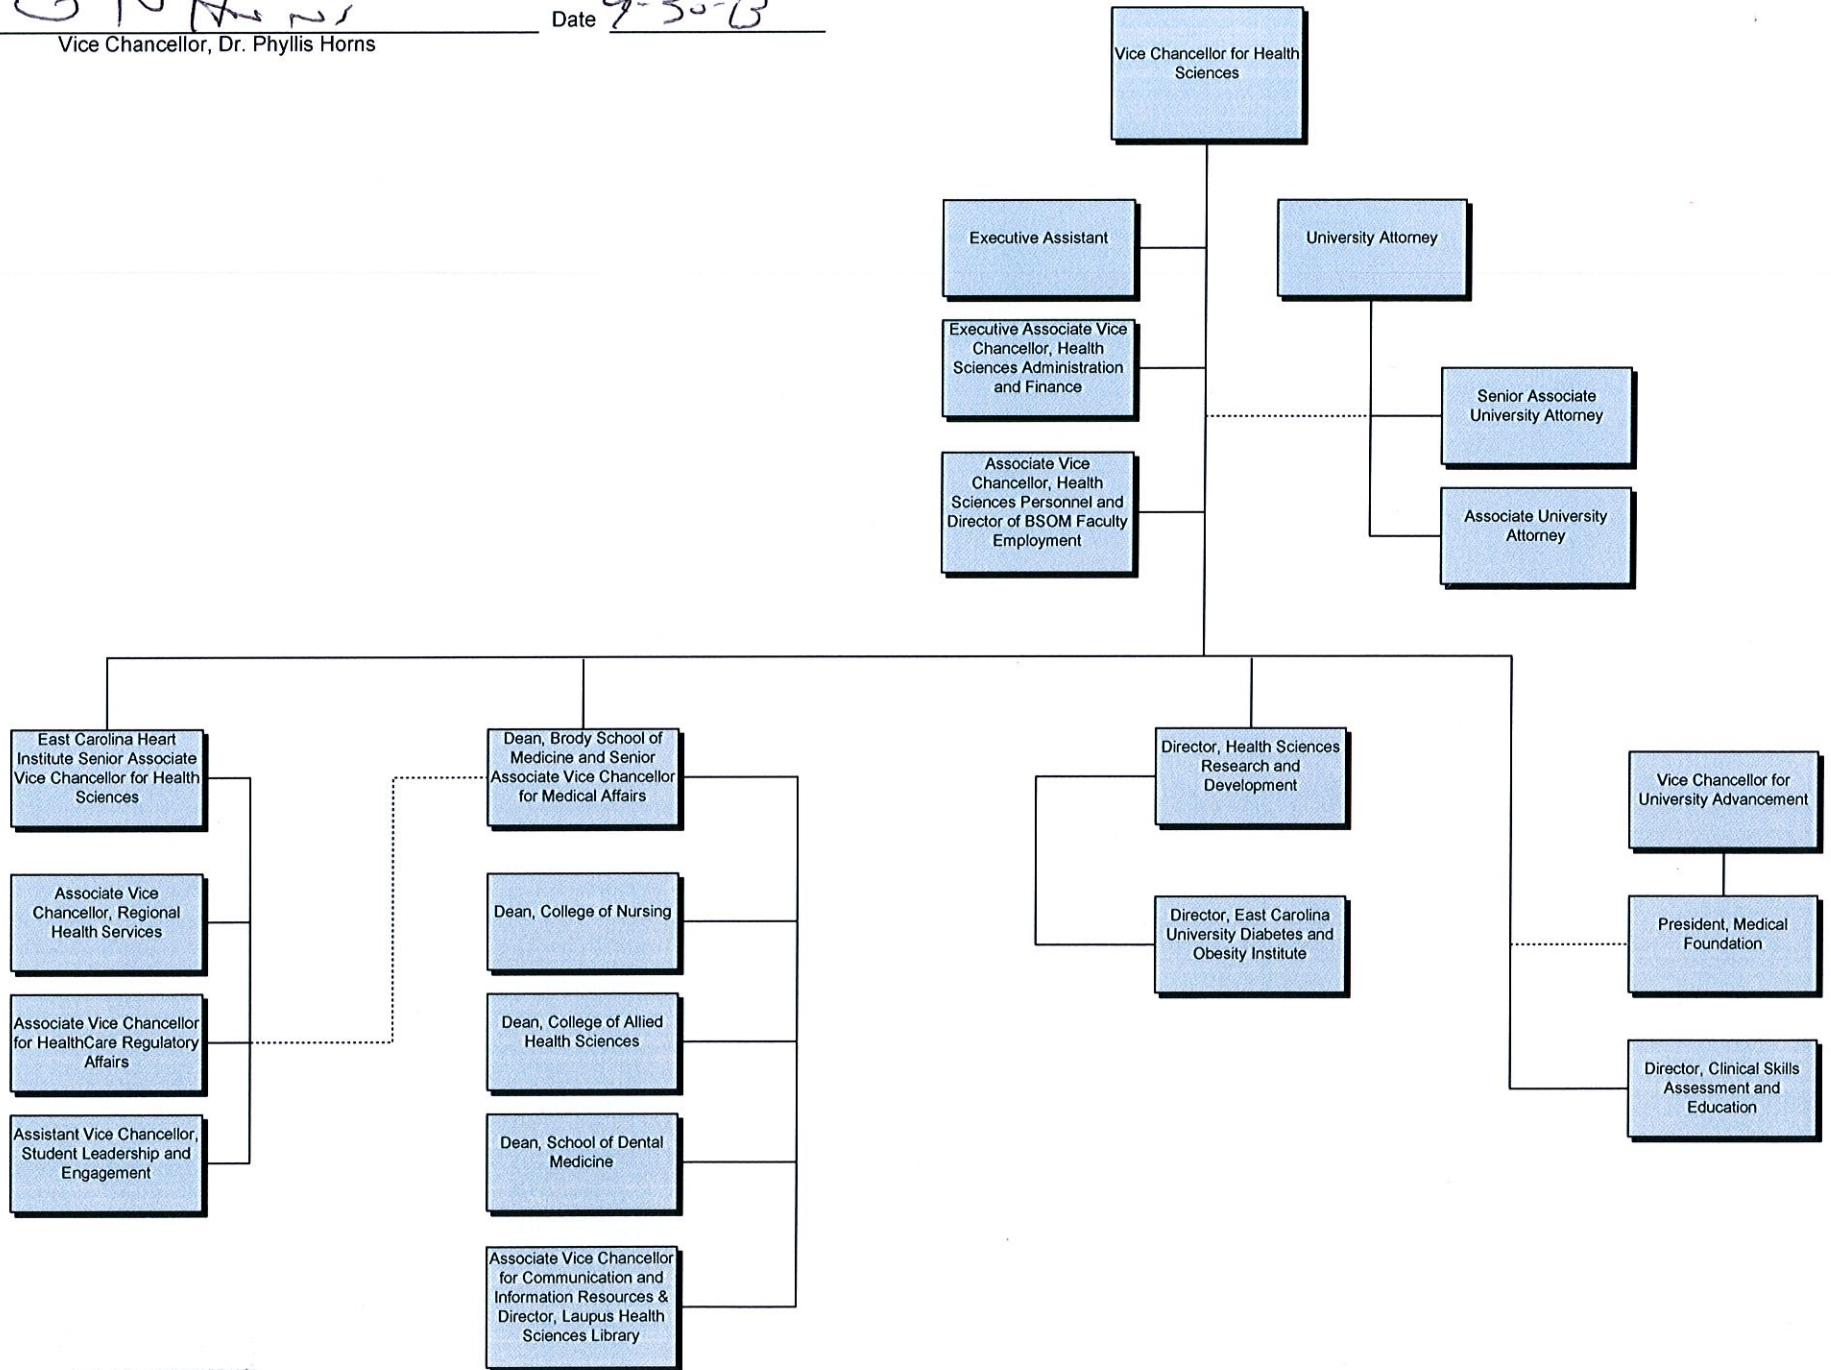 Date 9-30-13
Vice Chancellor, Dr. Phyllis Horns
Vice Chancellor for Health
Sciences
Executive Assistant
University Attorney
Executive Associate Vice
Chancellor, Health
Sciences Administration
and Finance
Senior Associate
University Attorney
Associate Vice
Chancellor, Health
Sciences Personnel and
Director of BSOM Faculty
Employment
Associate University
Attorney
East Carolina Heart
Institute Senior Associate
Vice Chancellor for Health
Sciences
Dean, Brody School of
Medicine and Senior
Associate Vice Chancellor
for Medical Affairs
Director, Health Sciences
Research and
Development
Vice Chancellor for
University Advancement
Associate Vice
Chancellor, Regional
Health Services
Dean, College of Nursing
Director, East Carolina
University Diabetes and
Obesity Institute
President, Medical
Foundation
Associate Vice Chancellor
for HealthCare Regulatory
Affairs
Dean, College of Allied
Health Sciences
Director, Clinical Skills
Assessment and
Education
Assistant Vice Chancellor,
Student Leadership and
Engagement
Dean, School of Dental
Medicine
Associate Vice Chancellor
for Communication and
Information Resources &
Director, Laupus Health
Sciences Library